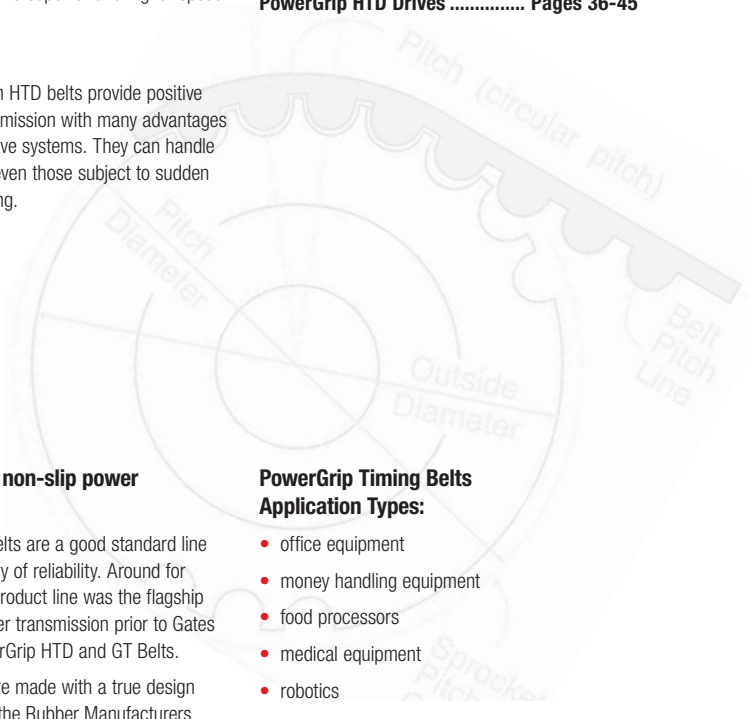 PowerGrip HTD Drives ............... Pages 36-45
HTD belts provide positive
mission with many advantages
ve systems. They can handle
even those subject to sudden
ng.
Pitch (circular pitch)
Pitch
Diameter
Belt
Pitch
Line
Outside
Diameter
non-slip power
elts are a good standard line
y of reliability. Around for
roduct line was the flagship
er transmission prior to Gates
rGrip HTD and GT Belts.
re made with a true design
the Rubber Manufacturers
PowerGrip Timing Belts
Application Types:
• office equipment
• money handling equipment
• food processors
• medical equipment
• robotics
Sprocket
Pitch